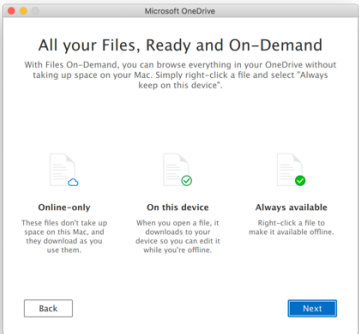 Microsoft OneDrive
All your Files, Ready and On-Demand
With Files On-Demand, you can browse everything in your OneDrive without
taking up space on your Mac. Simply right-click a file and select "Always
keep on this device".
Online-only
These files don't take up
space on this Mac, and
they download as you
use them.
On this device
When you open a file, it
downloads to your
device so you can edit it
while you're offline.
Always available
Right-click a file to
make it available offline.
Back
Next